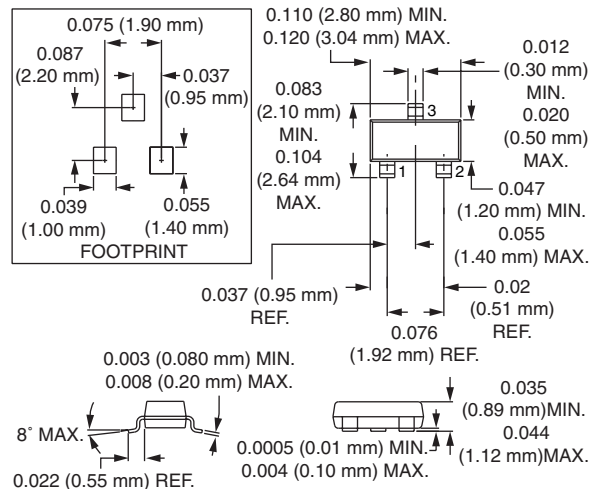 0.075 (1.90 mm)
0.087
(2.20 mm)
0.037
(0.95 mm)
0.039
(1.00 mm)
0.055
(1.40 mm)
FOOTPRINT
0.110 (2.80 mm) MIN.
0.120 (3.04 mm) MAX.
0.012
(0.30 mm)
MIN.
0.020
(0.50 mm)
MAX.
0.083
(2.10 mm)
MIN.
0.104
(2.64 mm)
MAX.
3
1
2
0.047
(1.20 mm) MIN.
0.055
(1.40 mm) MAX.
0.037 (0.95 mm)
REF.
0.02
(0.51 mm)
REF.
0.076
(1.92 mm) REF.
0.003 (0.080 mm) MIN.
0.008 (0.20 mm) MAX.
8° MAX.
0.022 (0.55 mm) REF.
0.035
(0.89 mm)MIN.
0.044
(1.12 mm)MAX.
0.0005 (0.01 mm) MIN.
0.004 (0.10 mm) MAX.